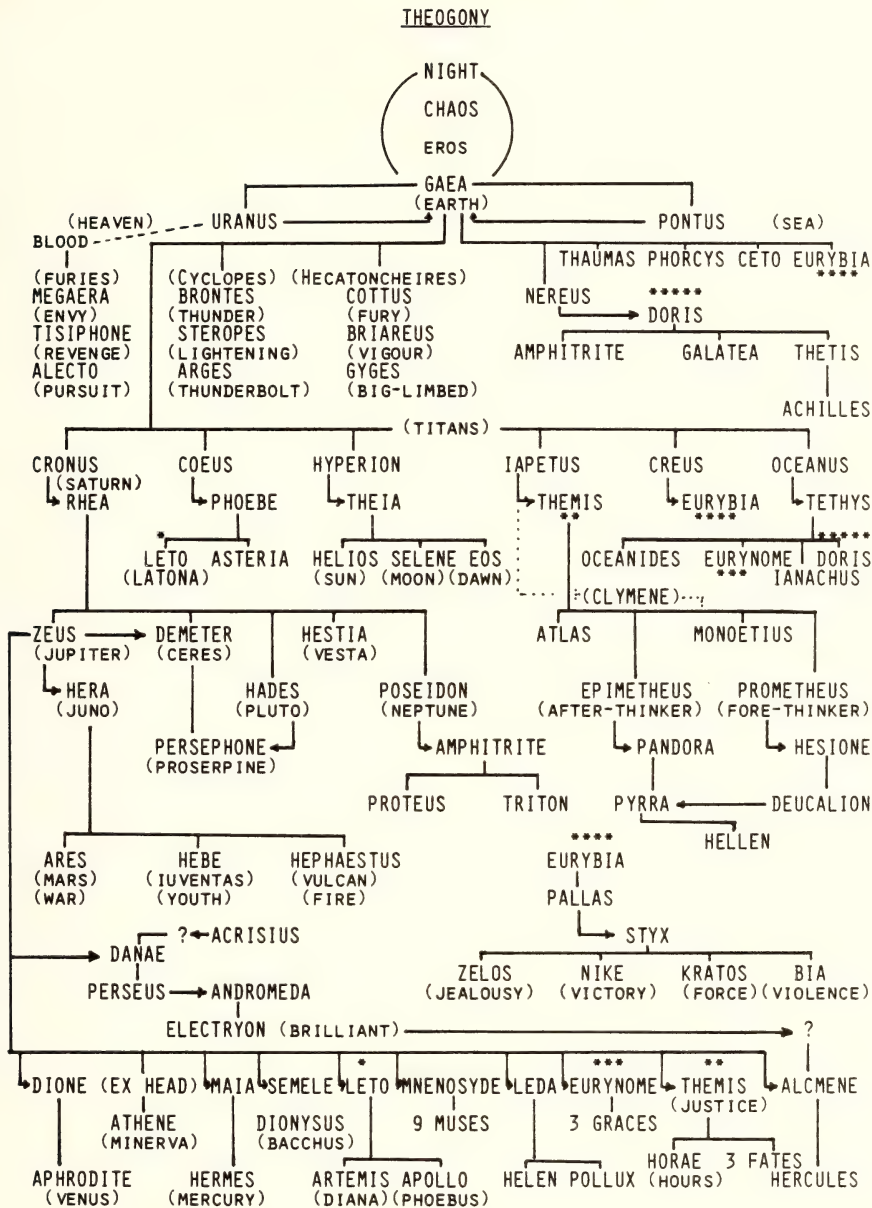 THEOGONY
NIGHT
CHAOS
EROS
GAEA
(EARTH)
(HEAVEN) URANUS PONTUS (SEA)
BLOOD
THAUMAS PHORCYS CETO EURYBIA
****
(FURIES) (CYCLOPES) (HECATONCHEIRES)
MEGAERA BRONTES COTTUS NEREUS *****
(ENVY) (THUNDER) (FURY) DORIS
TISIPHONE STEROPES BRIAREUS
(REVENGE) (LIGHTENING) (VIGOUR) AMPHITRITE GALATEA THETIS
ALECTO ARGES GYGES
(PURSUIT) (THUNDERBOLT) (BIG-LIMBED)
ACHILLES
(TITANS)
CRONUS COEUS HYPERION IAPETUS CREUS OCEANUS
(SATURN)
RHEA PHOEBE THEIA THEMIS EURYBIA TETHYS
** ****
* *****
LETO ASTERIA HELIOS SELENE EOS OCEANIDES EURYNOME DORIS
(LATONA) (SUN) (MOON) (DAWN) *** IANACHUS
(CLYMENE)
ZEUS DEMETER HESTIA ATLAS MONOETIUS
(JUPITER) (CERES) (VESTA)
HERA HADES POSEIDON EPIMETHEUS PROMETHEUS
(JUNO) (PLUTO) (NEPTUNE) (AFTER-THINKER) (FORE-THINKER)
PERSEPHONE AMPHITRITE PANDORA HESIONE
(PROSERPINE)
PROTEUS TRITON PYRRA DEUCALION
****
HELLEN
ARES HEBE HEPHAESTUS EURYBIA
(MARS) (IUVENTAS) (VULCAN)
(WAR) (YOUTH) (FIRE) PALLAS
? ACRISIUS STYX
DANAE
ZELOS NIKE KRATOS BIA
PERSEUS ANDROMEDA (JEALOUSY) (VICTORY) (FORCE) (VIOLENCE)
ELECTRYON (BRILLIANT) ?
* *** **
DIONE (EX HEAD) MAIA SEMELE LETO MNENOSYDE LEDA EURYNOME THEMIS ALCMENE
(JUSTICE)
ATHENE DIONYSUS 9 MUSES 3 GRACES
(MINERVA) (BACCHUS)
HORAE 3 FATES
APHRODITE HERMES ARTEMIS APOLLO HELEN POLLUX (HOURS) HERCULES
(VENUS) (MERCURY) (DIANA) (PHOEBUS)